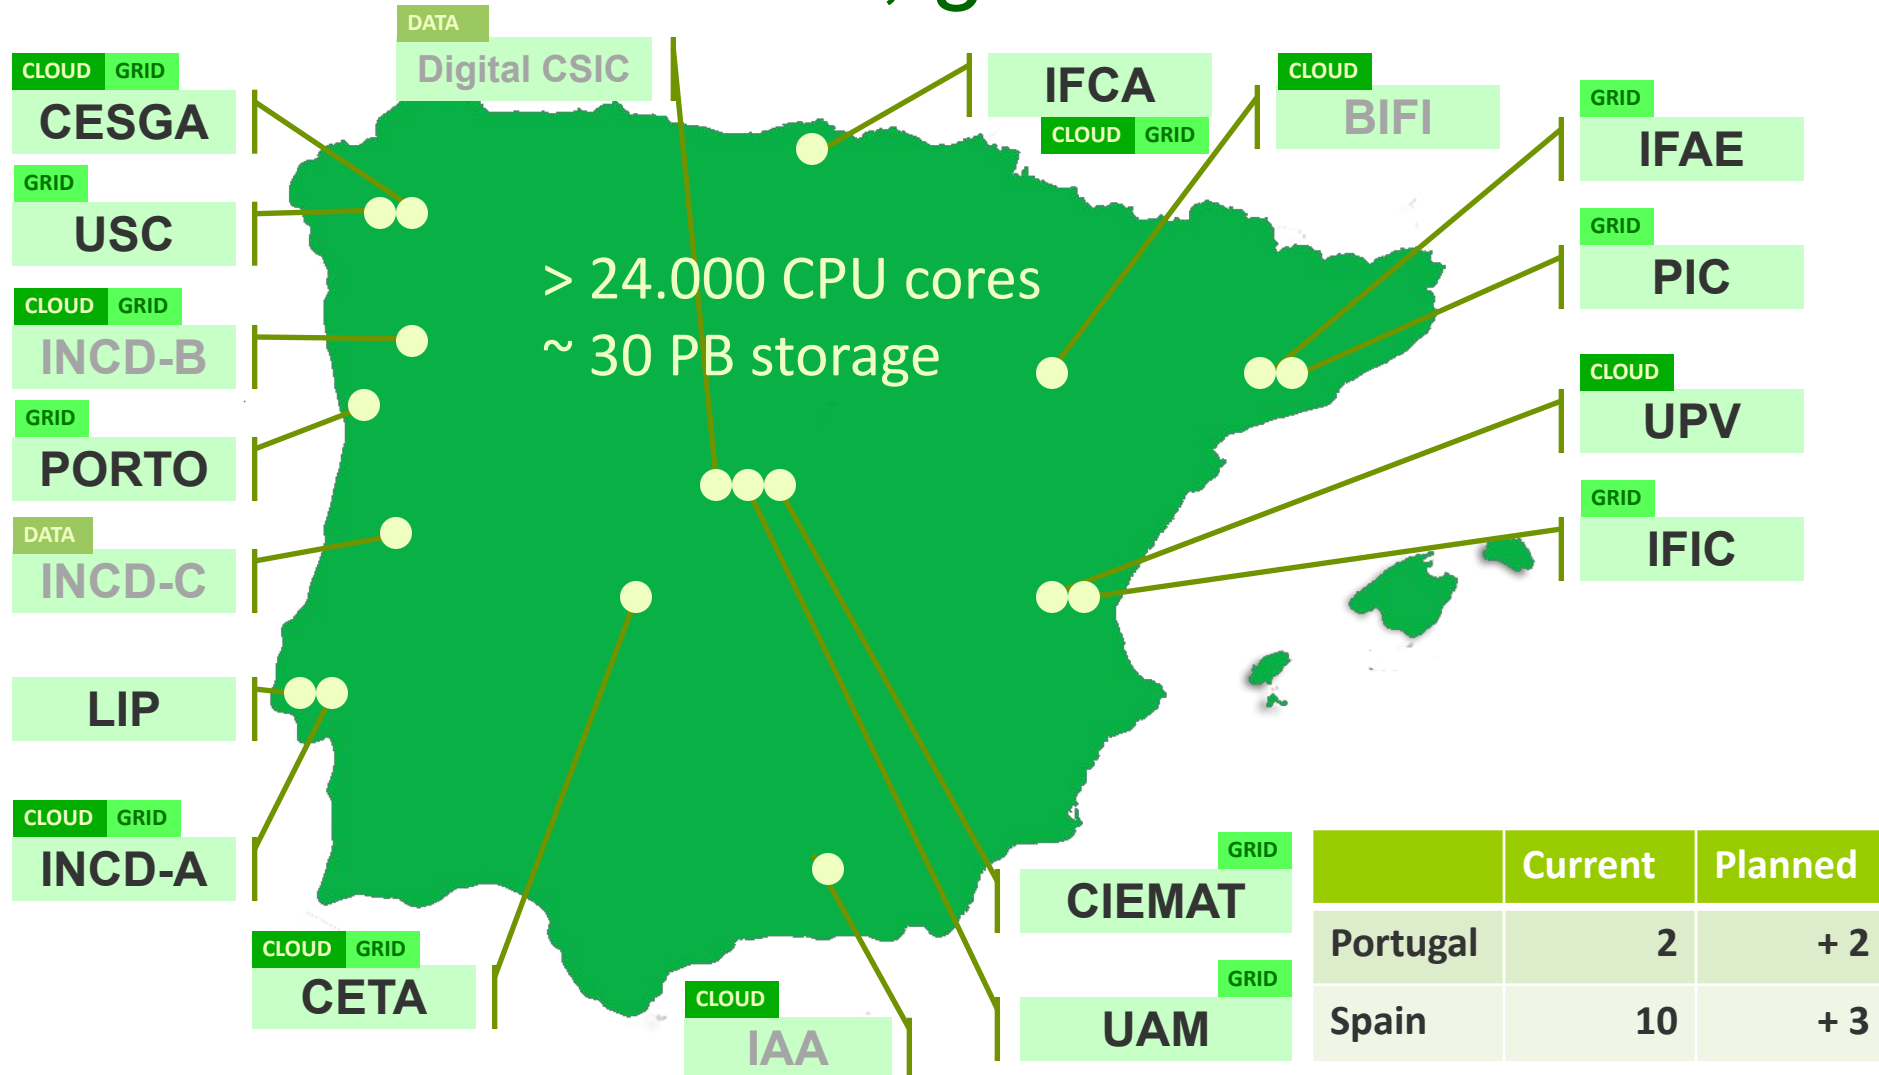 DATA
Digital CSIC
CLOUD GRID
CESGA
GRID
USC
CLOUD GRID
INCD-B
GRID
PORTO
DATA
INCD-C
LIP
CLOUD GRID
INCD-A
CLOUD GRID
CETA
CLOUD
IAA
> 24.000 CPU cores
~ 30 PB storage
IFCA
CLOUD GRID
CLOUD
BIFI
GRID
IFAE
GRID
PIC
CLOUD
UPV
GRID
IFIC
GRID
CIEMAT
GRID
UAM
Current Planned
Portugal 2 + 2
Spain 10 + 3